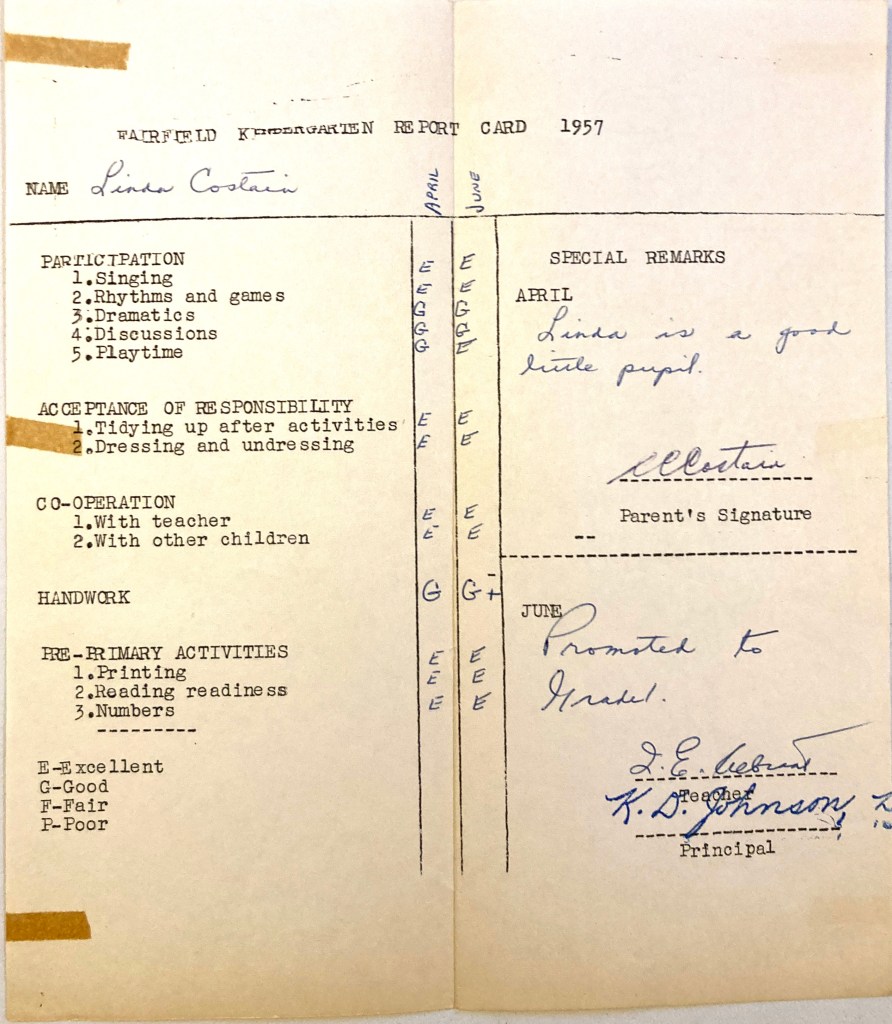 FAIRFIELD KINDERGARTEN REPORT CARD 1957
NAME Linda Costain
APRIL JUNE
PARTICIPATION
1.Singing E E
2.Rhythms and games E E
3.Dramatics G G
4.Discussions G G
5.Playtime G E
ACCEPTANCE OF RESPONSIBILITY
1.Tidying up after activities E E
2.Dressing and undressing E E
CO-OPERATION
1.With teacher E E
2.With other children E E
HANDWORK G G+
PRE-PRIMARY ACTIVITIES
1.Printing E E
2.Reading readiness E E
3.Numbers E E
E-Excellent
G-Good
F-Fair
P-Poor
SPECIAL REMARKS
APRIL
Linda is a good
little pupil.
Costain
Parent's Signature
JUNE
Promoted to
Grade 1.
E.
Teacher
K. D. Johnson
Principal